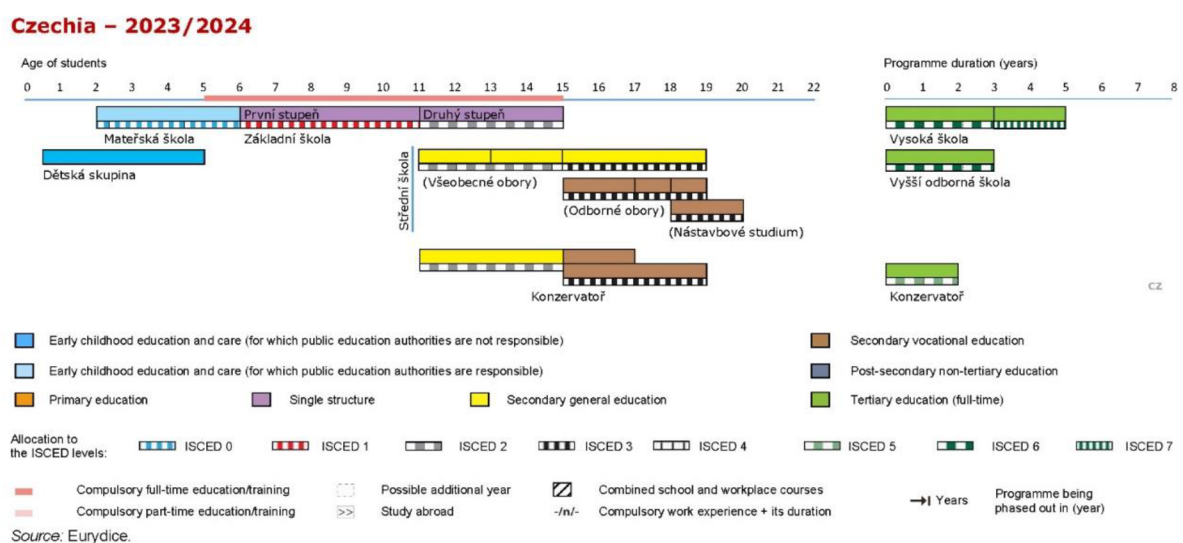 Czechia – 2023/2024
Age of students
Programme duration (years)
0 1 2 3 4 5 6 7 8 9 10 11 12 13 14 15 16 17 18 19 20 21 22
0 1 2 3 4 5 6 7 8
První stupeň
Druhý stupeň
Mateřská škola
Základní škola
Vysoká škola
Dětská skupina
Střední škola
(Všeobecné obory)
Vyšší odborná škola
(Odborné obory)
(Nástavbové studium)
Konzervatoř
Konzervatoř
CZ
Early childhood education and care (for which public education authorities are not responsible)
Secondary vocational education
Early childhood education and care (for which public education authorities are responsible)
Post-secondary non-tertiary education
Primary education
Single structure
Secondary general education
Tertiary education (full-time)
Allocation to
the ISCED levels:
ISCED 0
ISCED 1
ISCED 2
ISCED 3
ISCED 4
ISCED 5
ISCED 6
ISCED 7
Compulsory full-time education/training
Possible additional year
Combined school and workplace courses
Years
Programme being
phased out in (year)
Compulsory part-time education/training
>> Study abroad
-/n/- Compulsory work experience + its duration
Source: Eurydice.